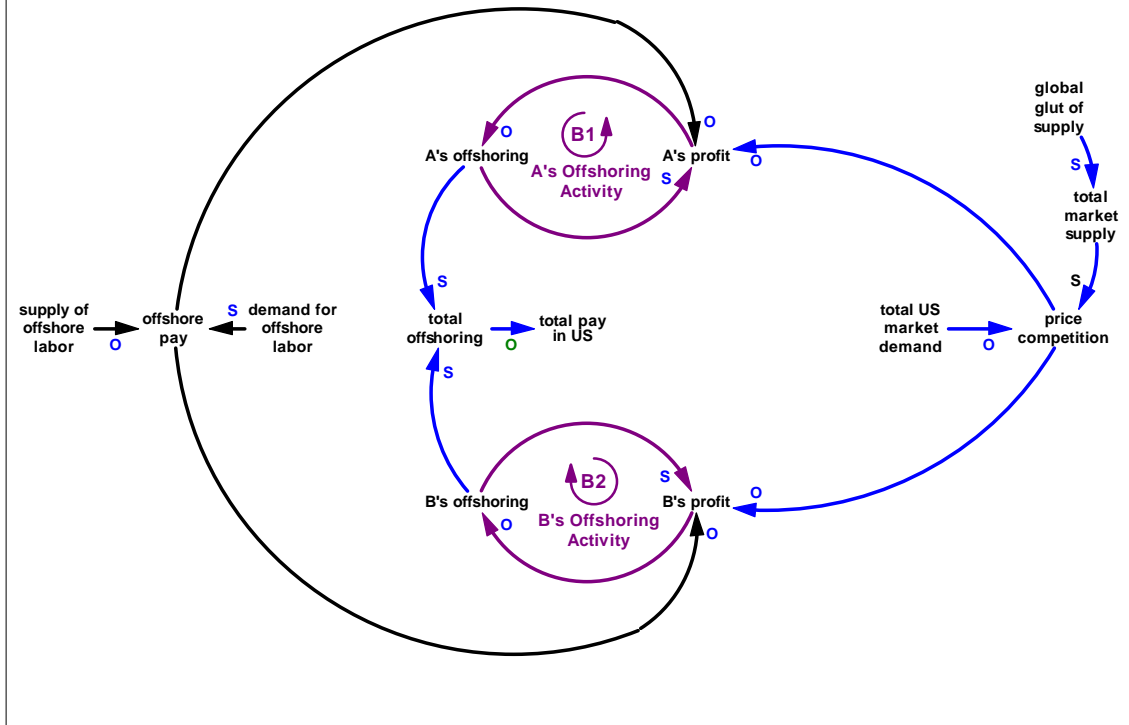 O
global
glut of
supply
O
B1
A's offshoring
A's profit
O
A's Offshoring
Activity
S
S
total
market
supply
S
S
supply of
offshore
labor
O
offshore
pay
S
demand for
offshore
labor
total
offshoring
O
total pay
in US
total US
market
demand
O
price
competition
S
S
B2
O
B's offshoring
B's profit
O
B's Offshoring
Activity
O